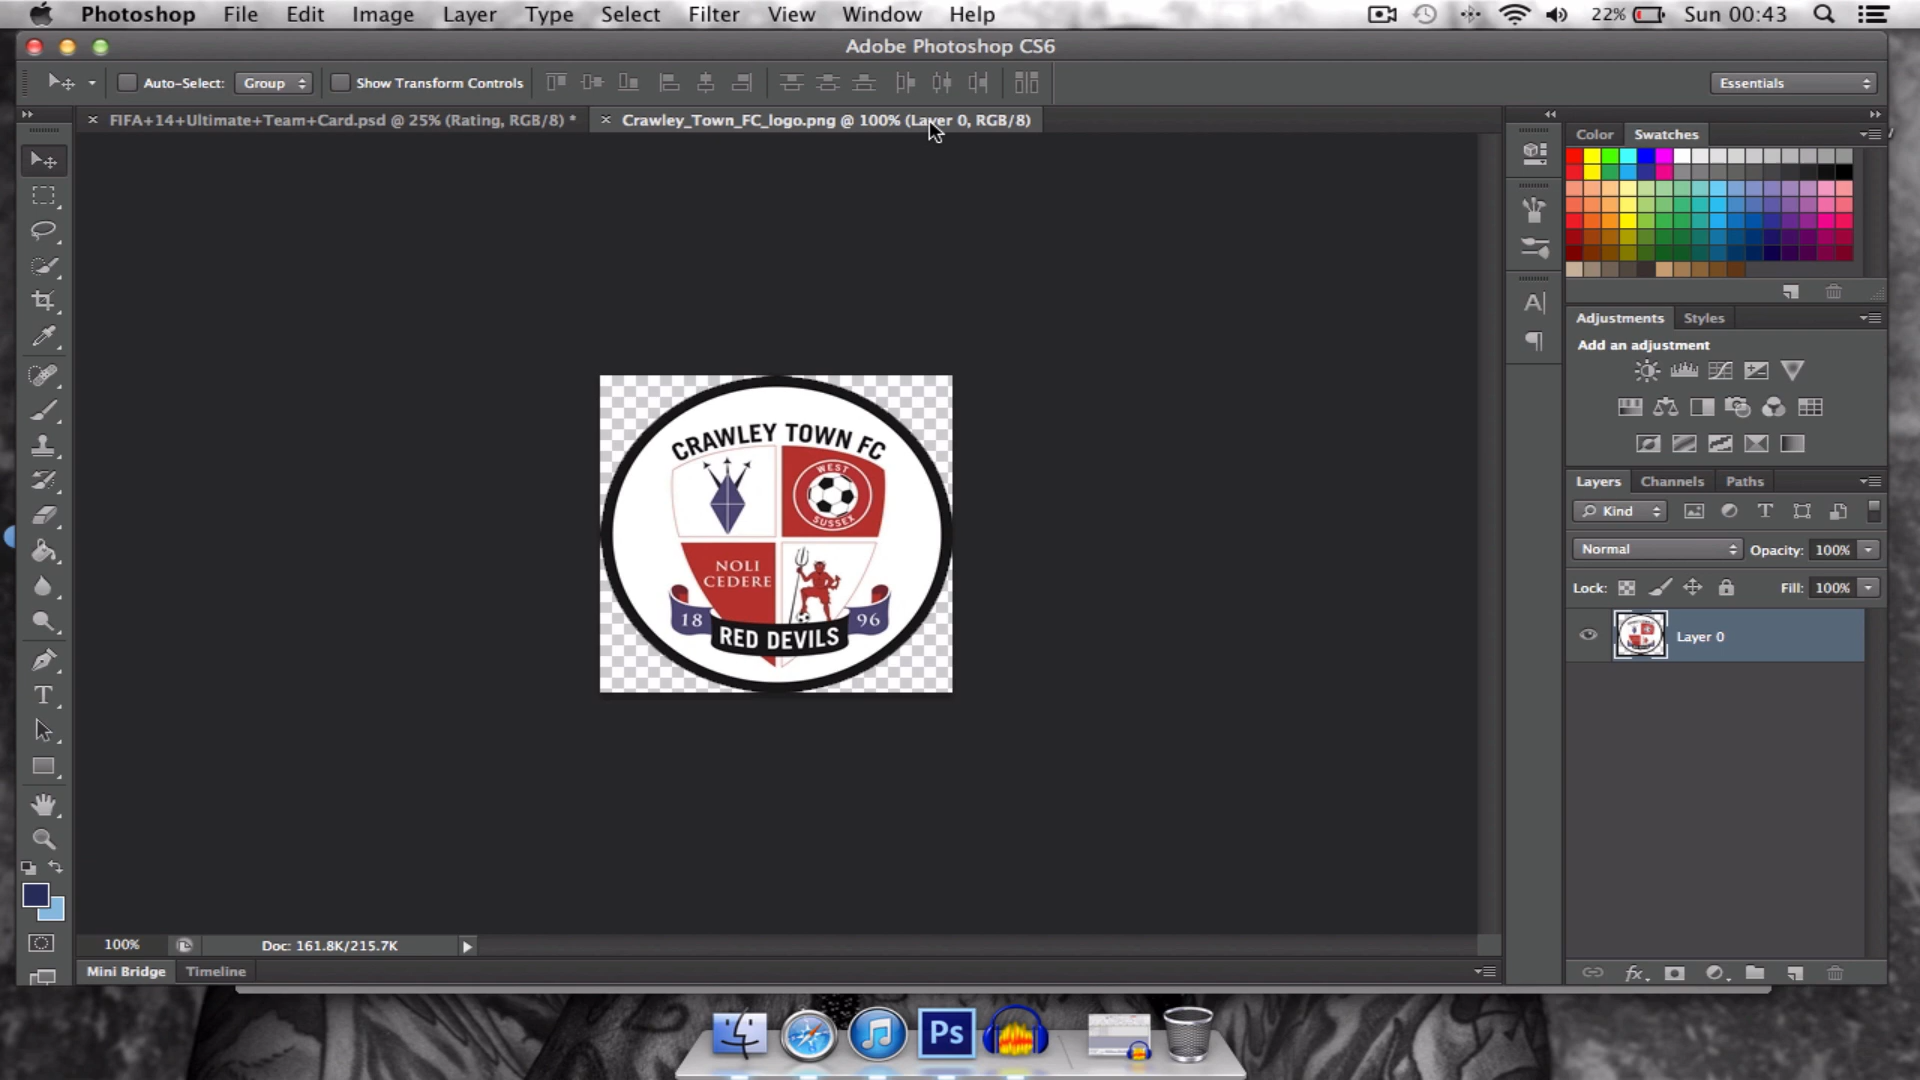 Photoshop File Edit Image Layer Type Select Filter View Window Help 22% Sun 00:43
Adobe Photoshop CS6
Auto-Select: Group Show Transform Controls Essentials
FIFA+14+Ultimate+Team+Card.psd @ 25% (Rating, RGB/8) * Crawley_Town_FC_logo.png @ 100% (Layer 0, RGB/8)
Color Swatches
Adjustments Styles
Add an adjustment
CRAWLEY TOWN FC
WEST
SUSSEX
NOLI
CEDERE
18 96
RED DEVILS
Layers Channels Paths
Kind
Normal Opacity: 100%
Lock: Fill: 100%
Layer 0
100% Doc: 161.8K/215.7K
Mini Bridge Timeline
fx
Ps